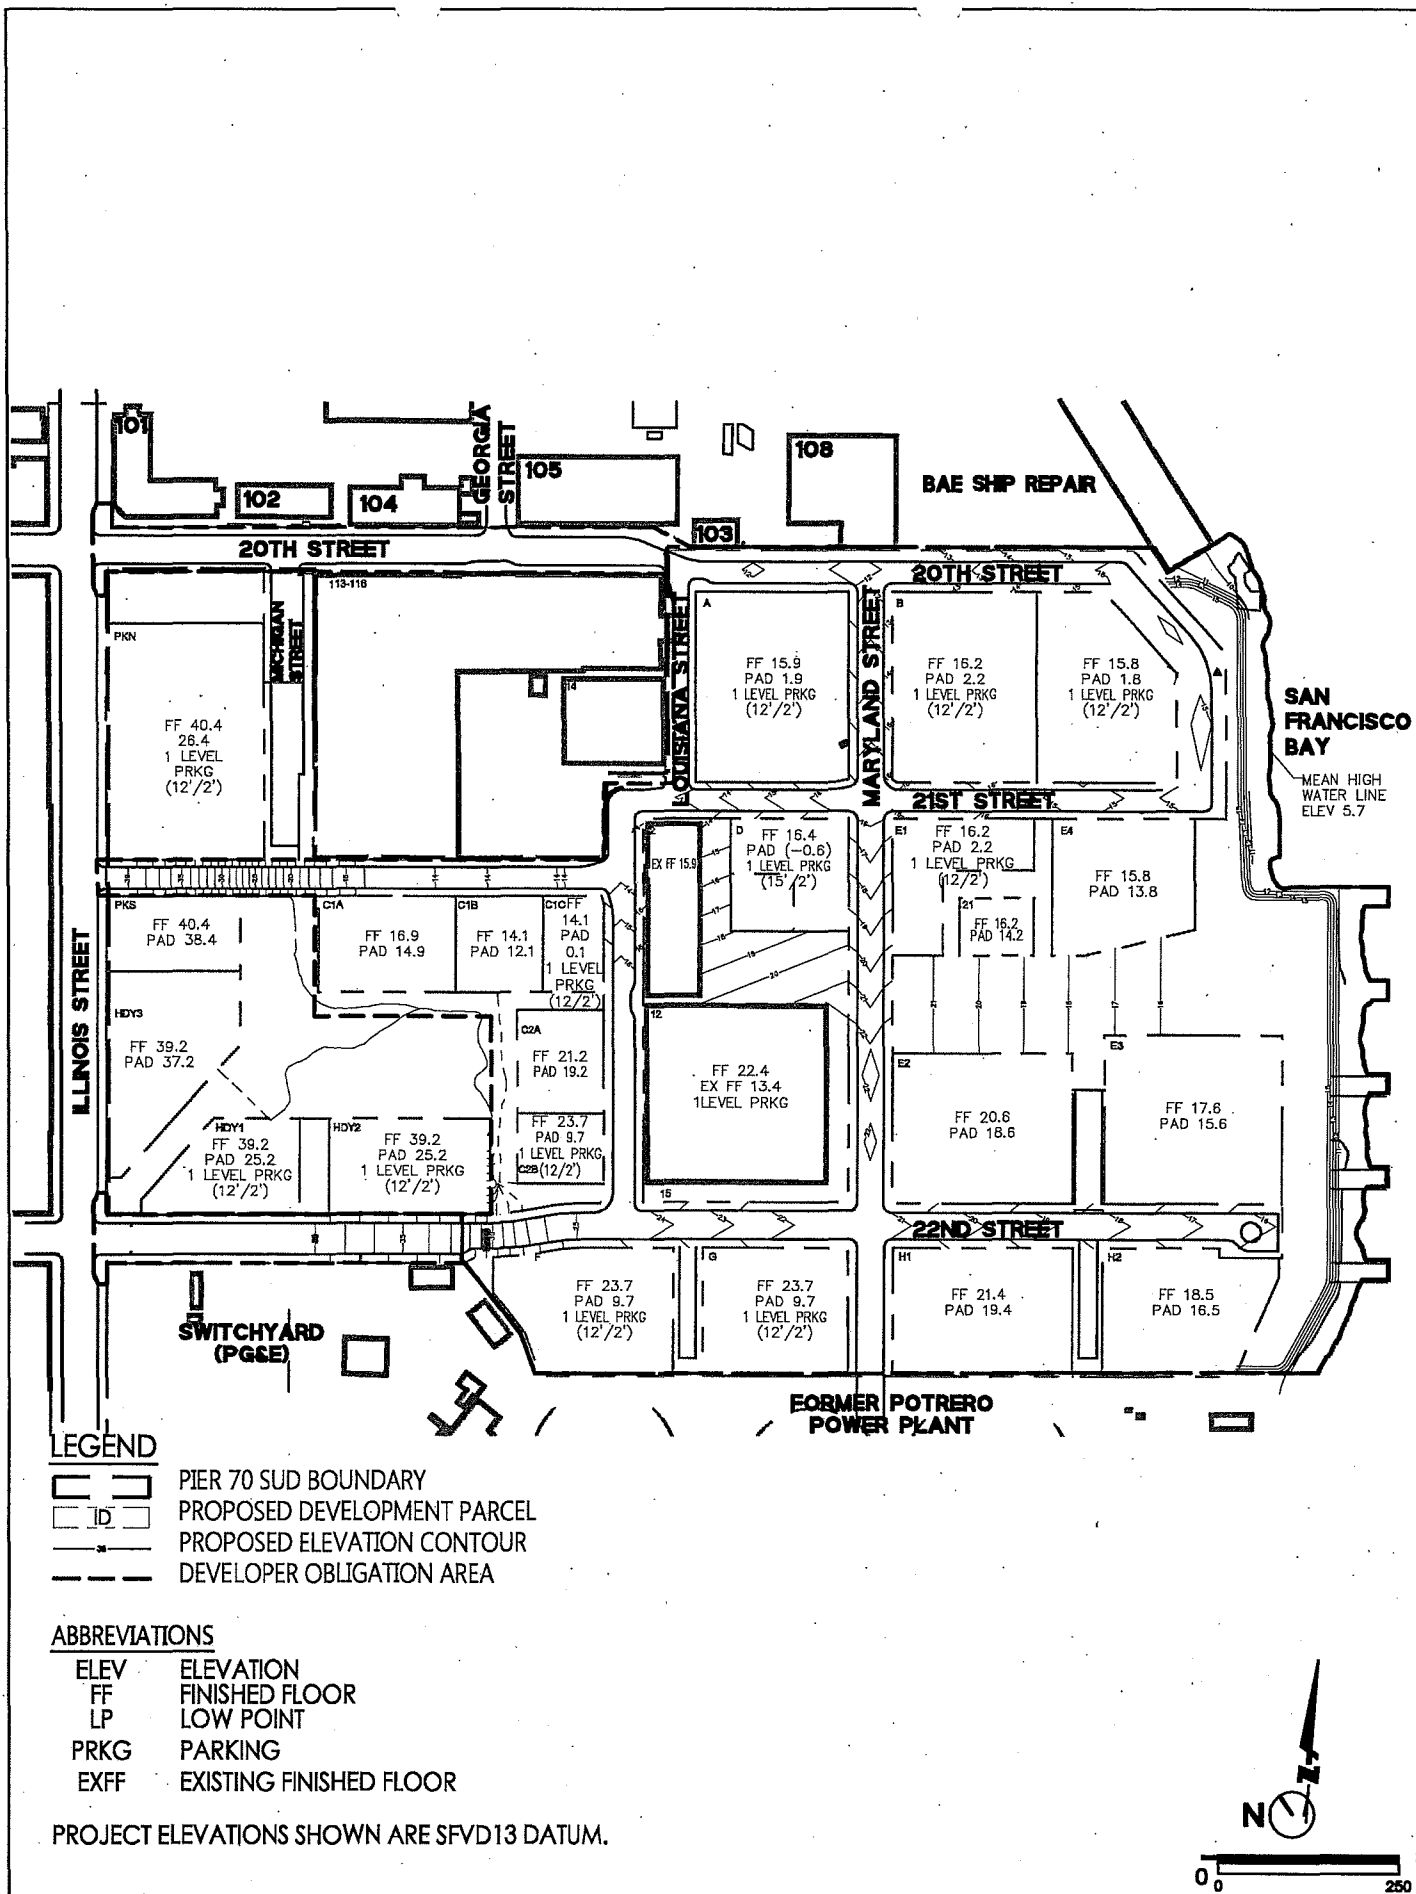 101
102
104
GEORGIA
STREET
105
103
108
BAE SHIP REPAIR
20TH STREET
20TH STREET
113-116
MICHIGAN
STREET
14
PKN
FF 40.4
26.4
1 LEVEL
PRKG
(12'/2')
LOUISIANA STREET
A
FF 15.9
PAD 1.9
1 LEVEL PRKG
(12'/2')
MARYLAND STREET
B
FF 16.2
PAD 2.2
1 LEVEL PRKG
(12'/2')
FF 15.8
PAD 1.8
1 LEVEL PRKG
(12'/2')
SAN
FRANCISCO
BAY
MEAN HIGH
WATER LINE
ELEV 5.7
21ST STREET
EX FF 15.9
D
FF 16.4
PAD (-0.6)
1 LEVEL PRKG
(15'/2')
E1
FF 16.2
PAD 2.2
1 LEVEL PRKG
(12/2')
21
FF 16.2
PAD 14.2
E4
FF 15.8
PAD 13.8
ILLINOIS STREET
PKS
FF 40.4
PAD 38.4
C1A
FF 16.9
PAD 14.9
C1B
FF 14.1
PAD 12.1
C1C
FF
14.1
PAD
0.1
1 LEVEL
PRKG
(12/2')
HDY3
FF 39.2
PAD 37.2
C2A
FF 21.2
PAD 19.2
12
FF 22.4
EX FF 13.4
1LEVEL PRKG
15
E2
FF 20.6
PAD 18.6
E3
FF 17.6
PAD 15.6
HDY1
FF 39.2
PAD 25.2
1 LEVEL PRKG
(12'/2')
HDY2
FF 39.2
PAD 25.2
1 LEVEL PRKG
(12'/2')
FF 23.7
PAD 9.7
1 LEVEL PRKG
C2B (12/2')
22ND STREET
F
FF 23.7
PAD 9.7
1 LEVEL PRKG
(12'/2')
G
FF 23.7
PAD 9.7
1 LEVEL PRKG
(12'/2')
H1
FF 21.4
PAD 19.4
H2
FF 18.5
PAD 16.5
SWITCHYARD
(PG&E)
FORMER POTRERO
POWER PLANT
LEGEND
PIER 70 SUD BOUNDARY
ID PROPOSED DEVELOPMENT PARCEL
PROPOSED ELEVATION CONTOUR
DEVELOPER OBLIGATION AREA
ABBREVIATIONS
ELEV ELEVATION
FF FINISHED FLOOR
LP LOW POINT
PRKG PARKING
EXFF EXISTING FINISHED FLOOR
PROJECT ELEVATIONS SHOWN ARE SFVD13 DATUM.
N
N
0
0 250